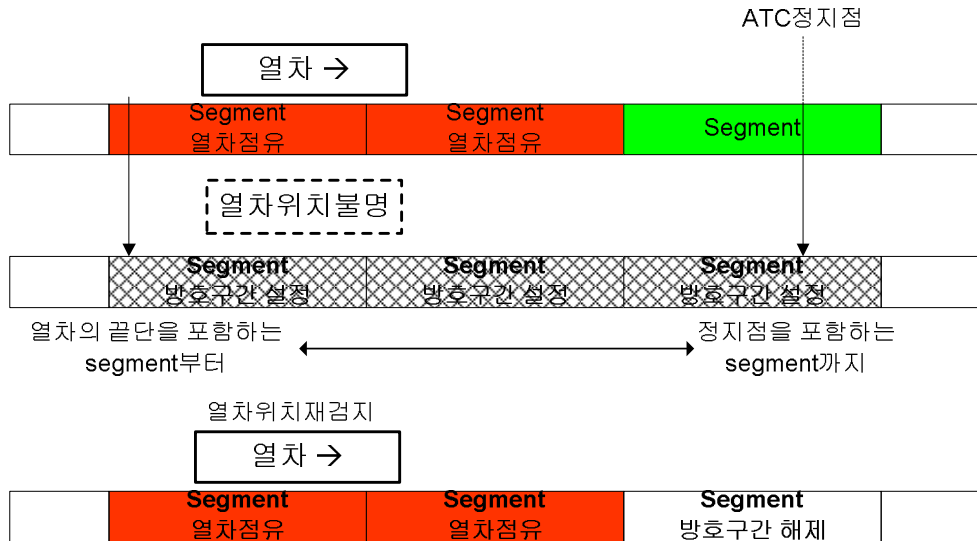 ATC정지점
열차 →
Segment
열차점유
Segment
열차점유
Segment
열차위치불명
Segment
방호구간 설정
Segment
방호구간 설정
Segment
방호구간 설정
열차의 끝단을 포함하는
segment부터
정지점을 포함하는
segment까지
열차위치재검지
열차 →
Segment
열차점유
Segment
열차점유
Segment
방호구간 해제